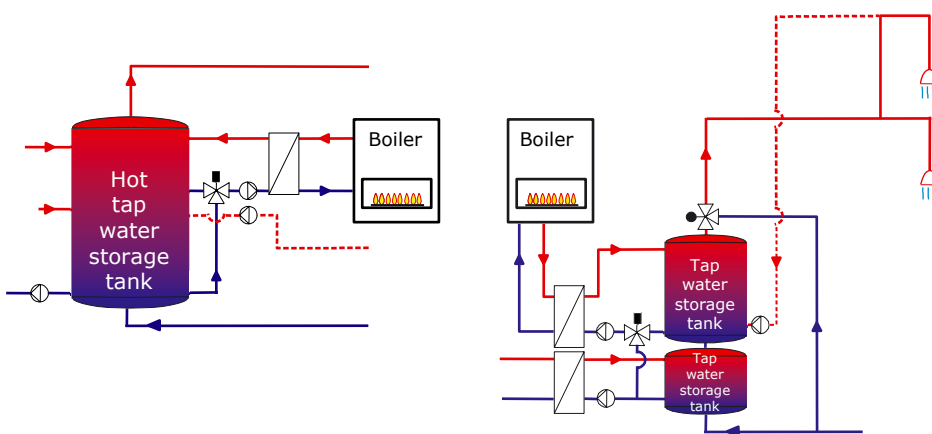 Hot
tap
water
storage
tank
Boiler
Boiler
Tap
water
storage
tank
Tap
water
storage
tank